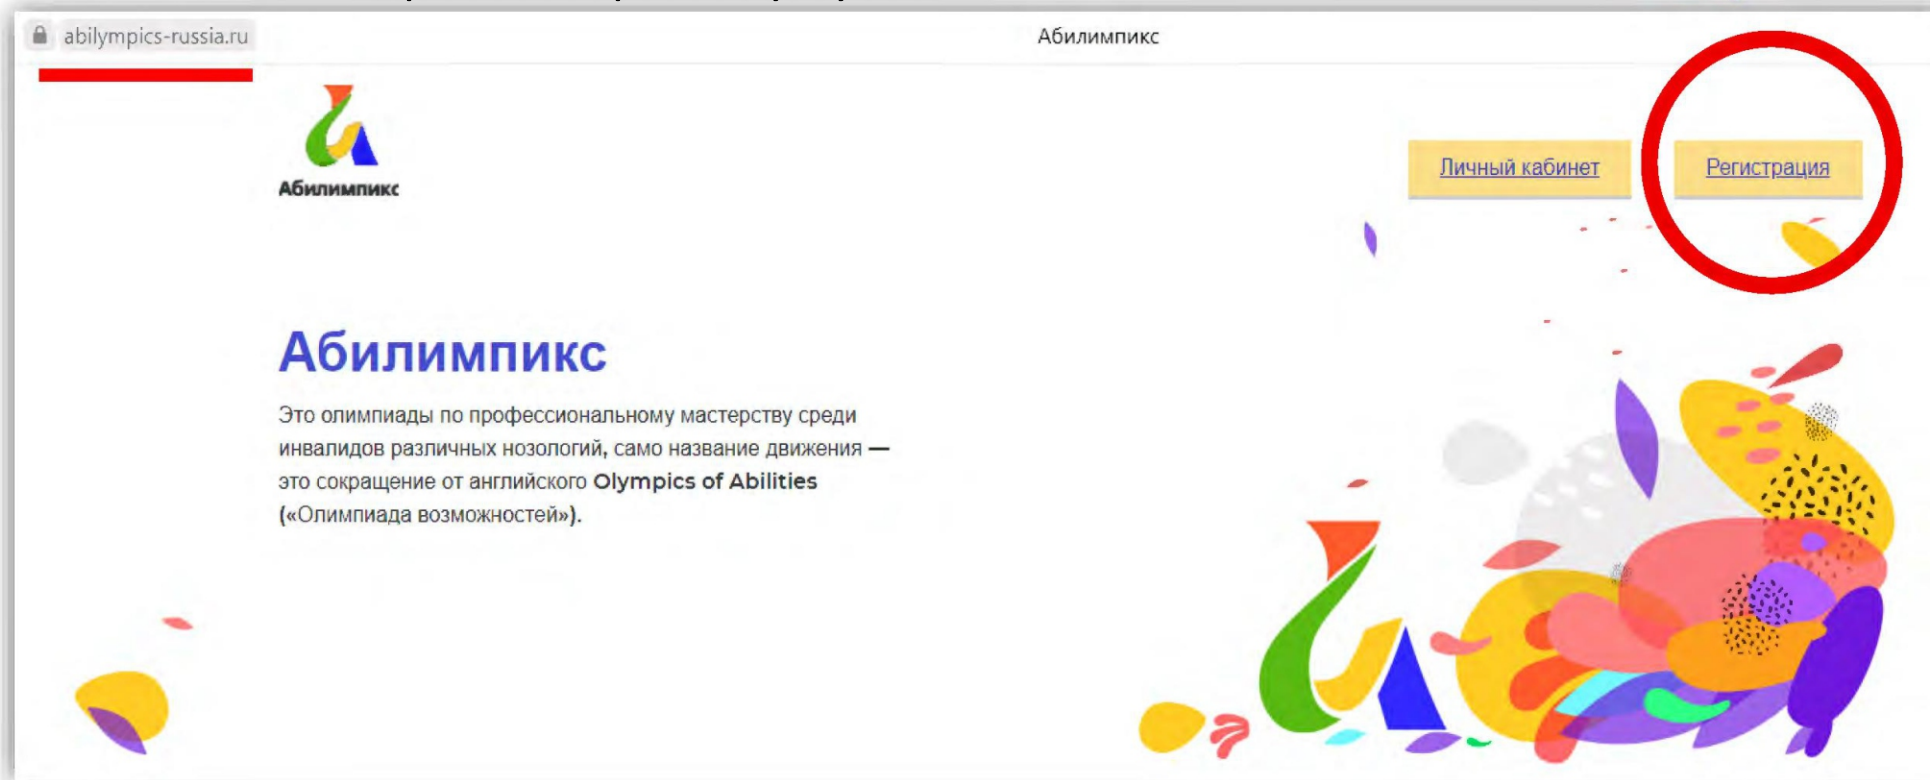 abilympics-russia.ru
Абилимпикс
Абилимпикс
Личный кабинет
Регистрация
Абилимпикс
Это олимпиады по профессиональному мастерству среди
инвалидов различных нозологий, само название движения —
это сокращение от английского Olympics of Abilities
(«Олимпиада возможностей»).